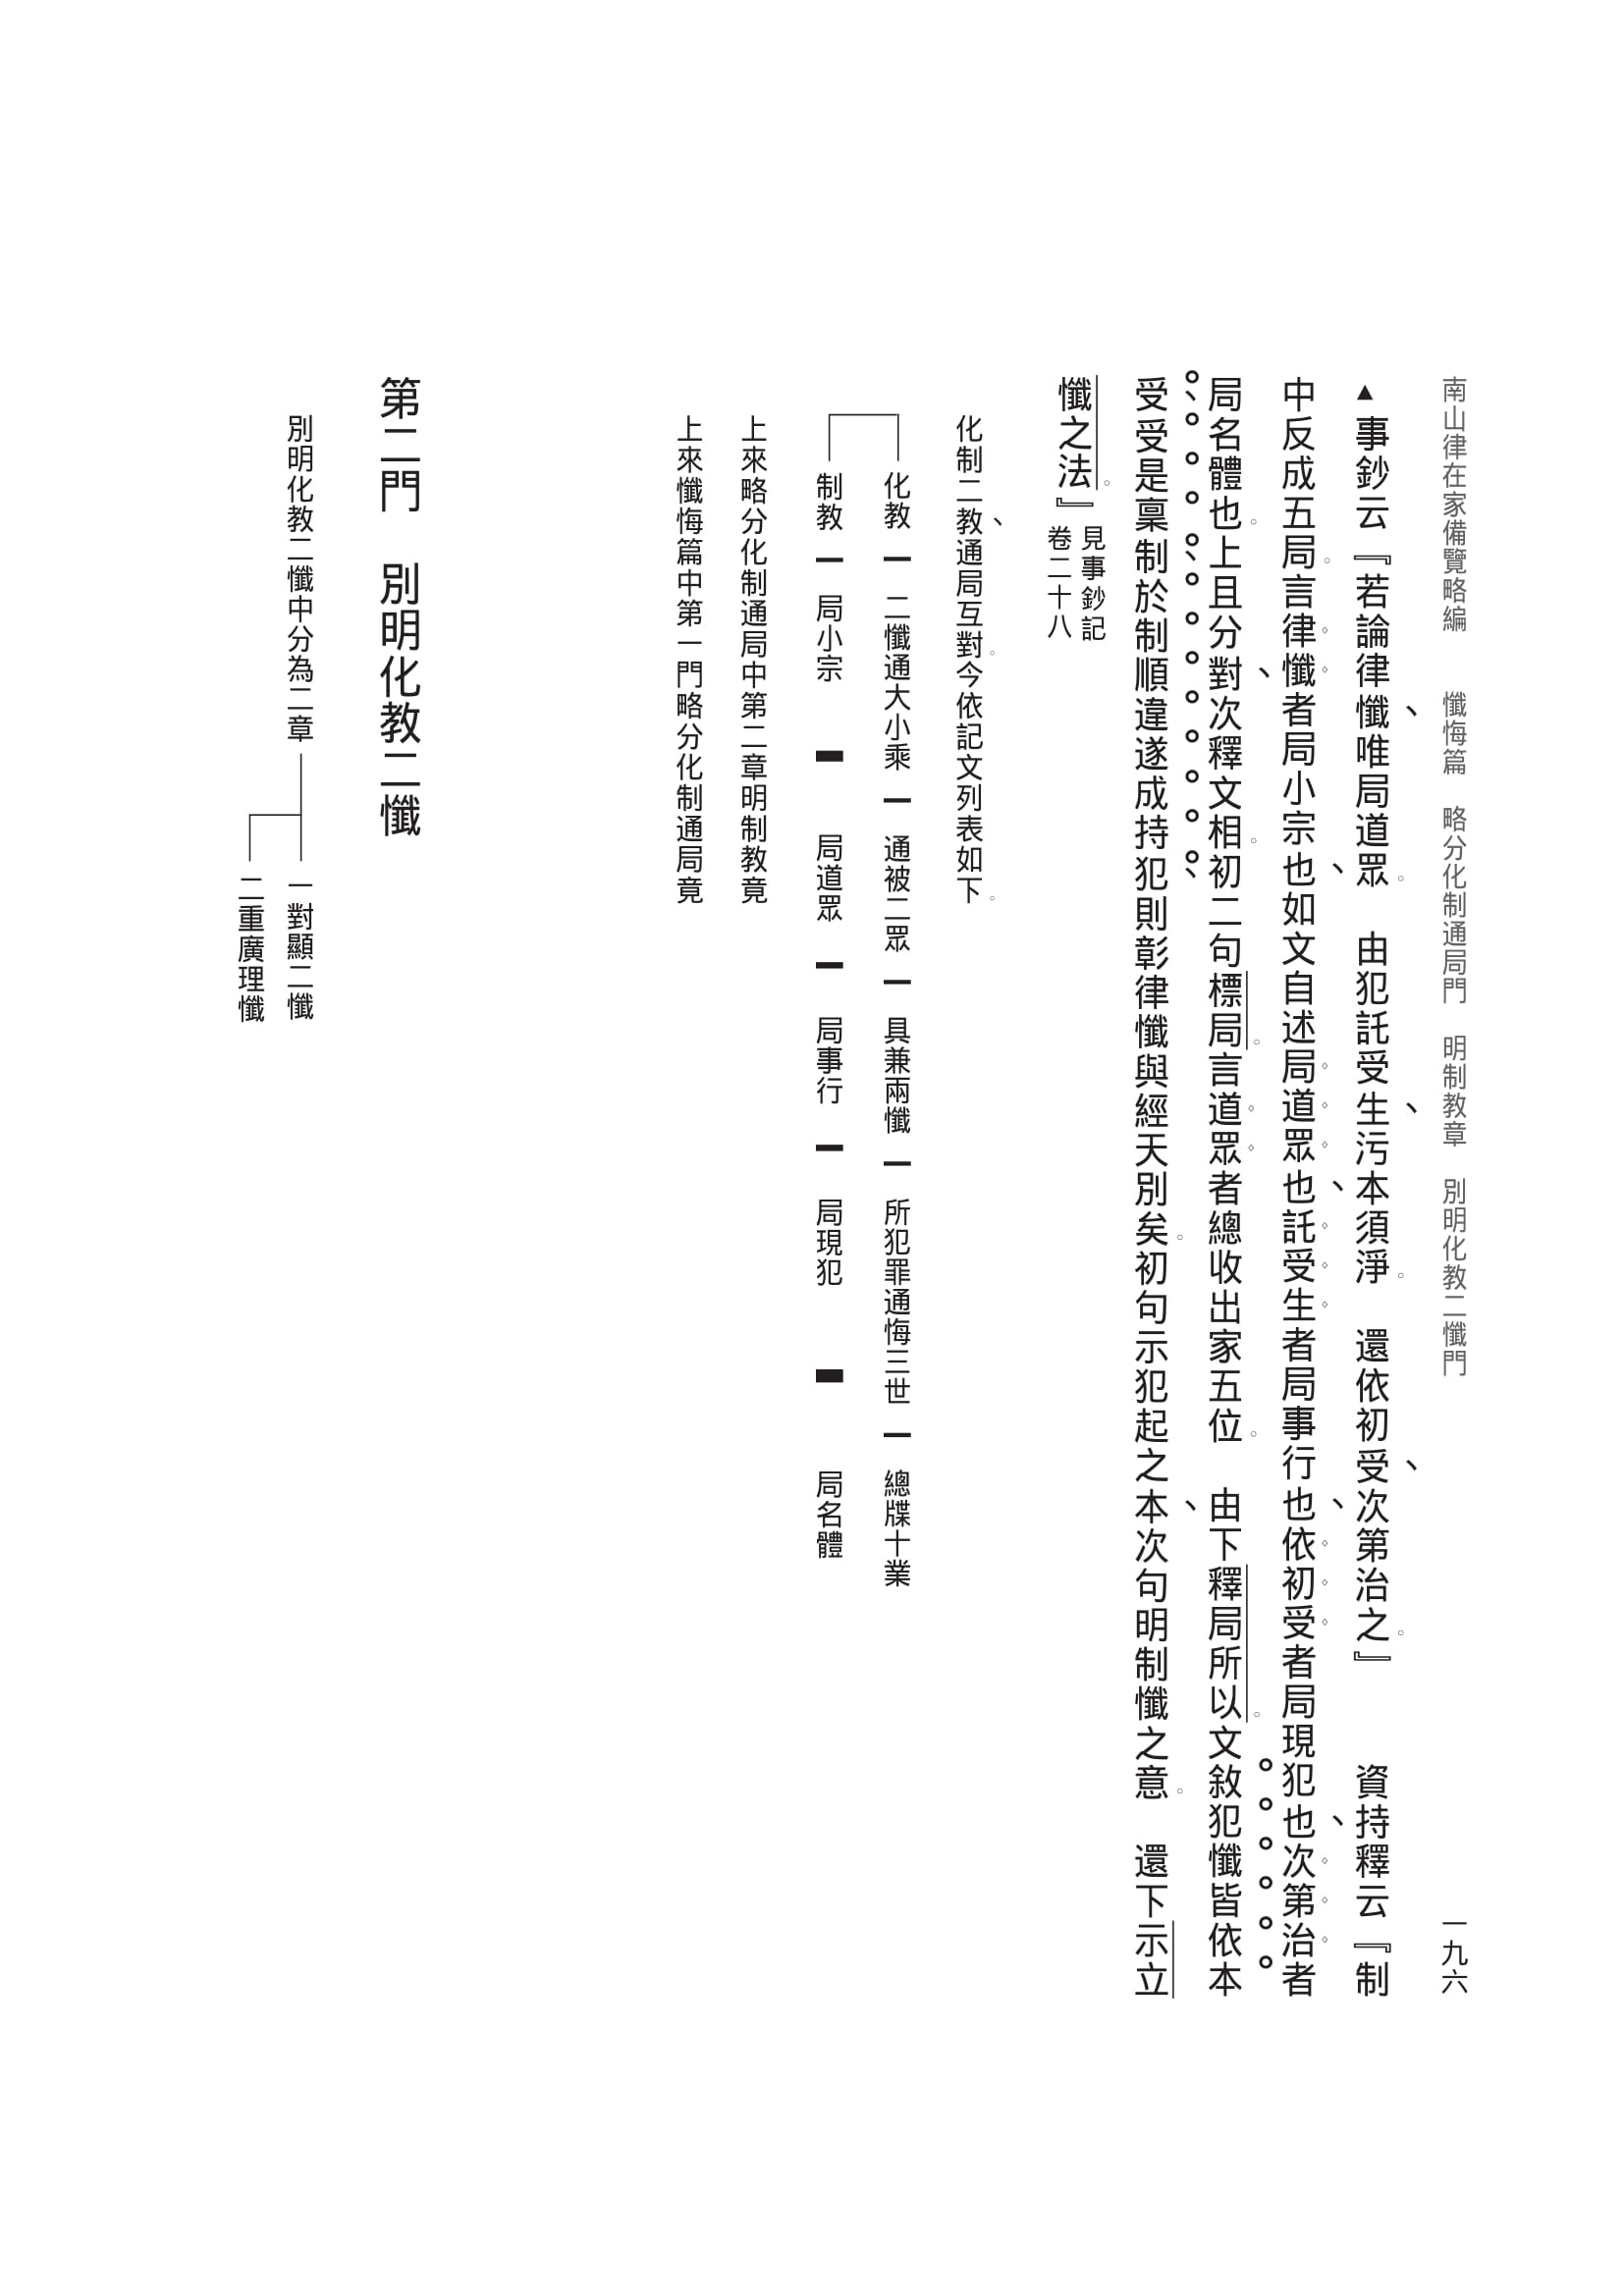 南山律在家備覽略編　懺悔篇　略分化制通局門　明制教章　別明化教二懺門　一九六
▲事鈔云『若論律懺、唯局道眾。　由犯託受生、污本須淨。　還依初受、次第治之。』　　資持釋云『制
中反成五局。言律懺者局小宗也、如文自述局道眾也、託受生者局事行也、依初受者局現犯也、次第治者
局名體也。上且分對、次釋文相。初二句標局。言道眾者總收出家五位。　由下釋局所以。文敘犯懺皆依本
受、受是稟制、於制順違遂成持犯、則彰律懺與經天別矣。初句示犯起之本、次句明制懺之意。　還下示立
懺之法。』見事鈔記
卷二十八
化制二教、通局互對。今依記文列表如下。
化教 － 二懺通大小乘 － 通被二眾 － 具兼兩懺 － 所犯罪通悔三世 － 總牒十業
制教 － 局小宗 － 局道眾 － 局事行 － 局現犯 － 局名體
上來略分化制通局中第二章明制教竟
上來懺悔篇中第一門略分化制通局竟
第二門　別明化教二懺
別明化教二懺中分為二章
一對顯二懺
二重廣理懺